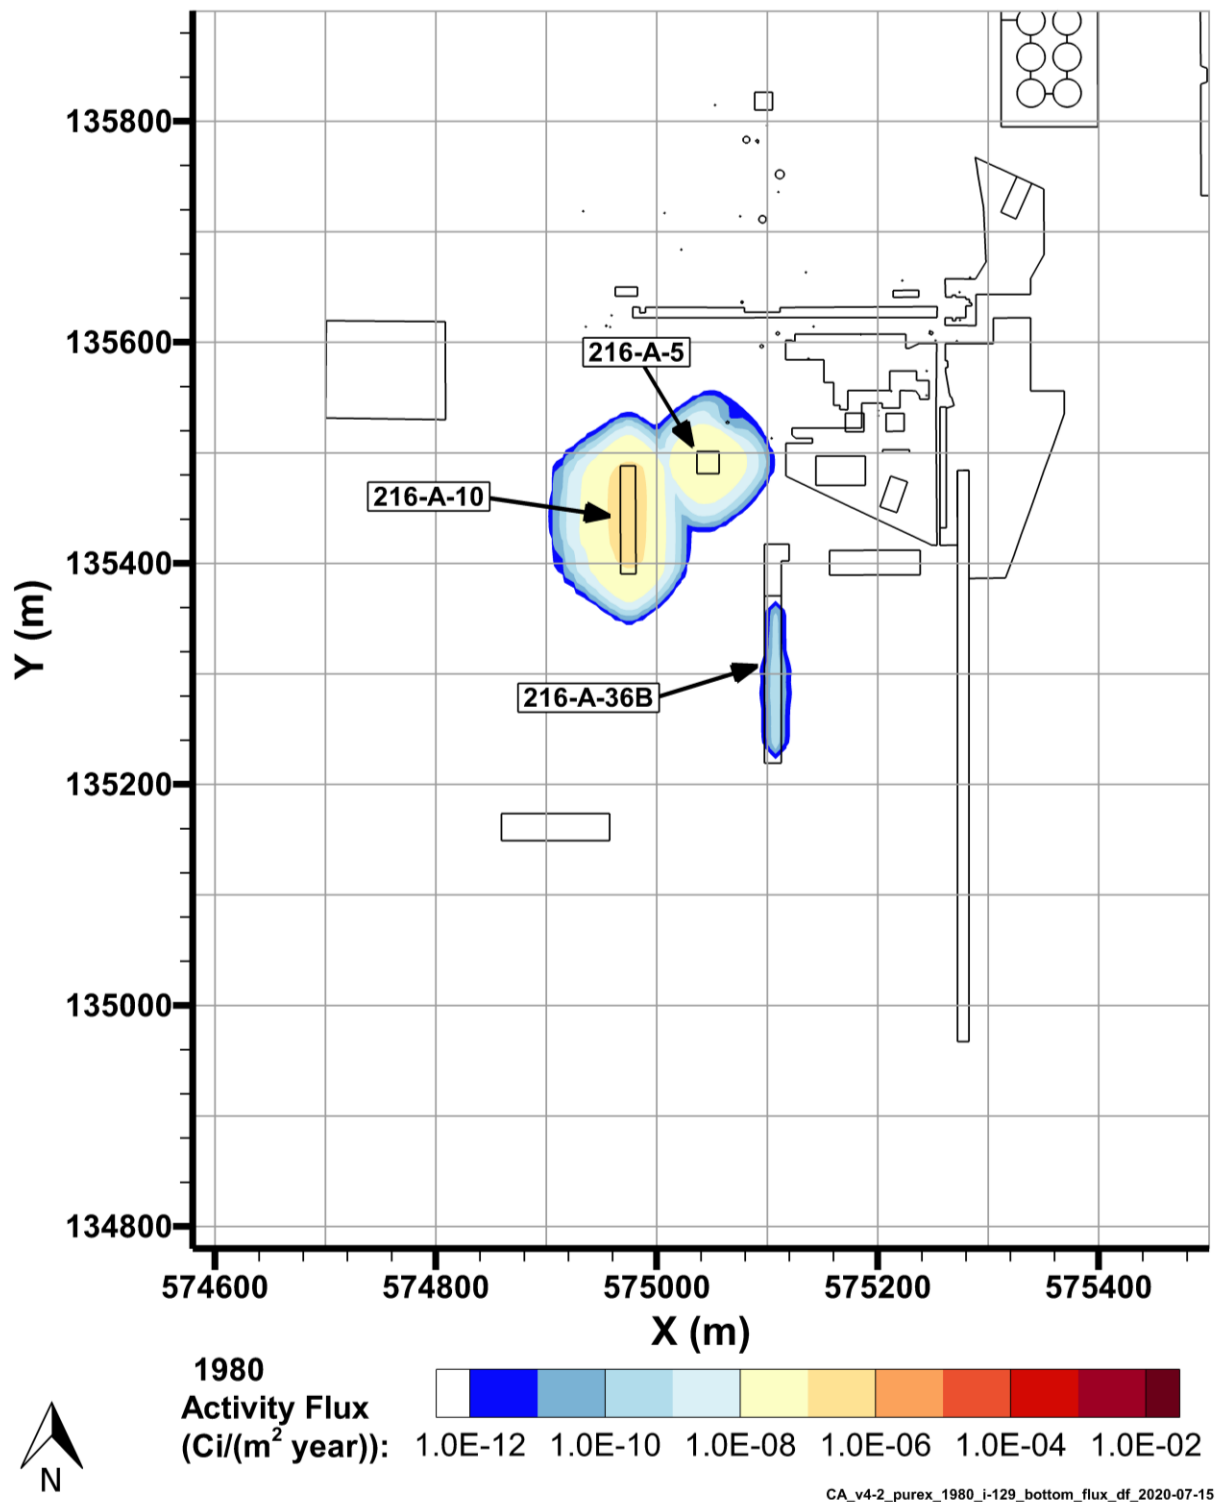 135800
135600
135400
135200
135000
134800
Y (m)
216-A-5
216-A-10
216-A-36B
574600 574800 575000 575200 575400
X (m)
1980
Activity Flux
(Ci/(m² year)):
1.0E-12 1.0E-10 1.0E-08 1.0E-06 1.0E-04 1.0E-02
N
CA_v4-2_purex_1980_i-129_bottom_flux_df_2020-07-15